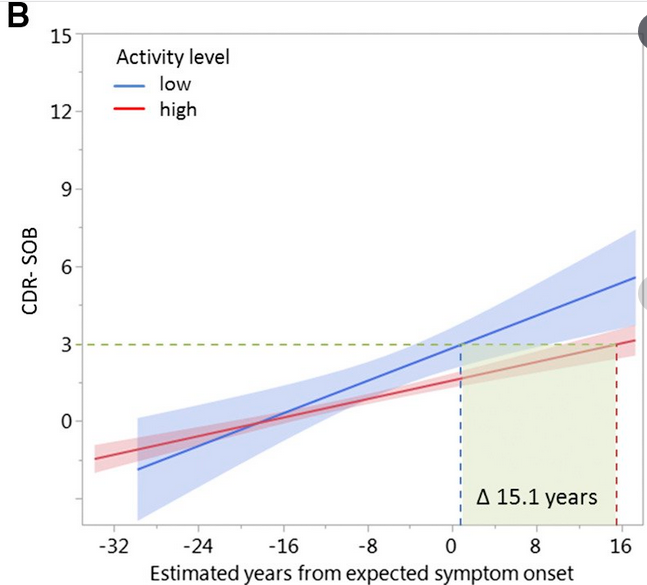 B
15
12
9
6
3
0
CDR- SOB
Activity level
low
high
Δ 15.1 years
-32 -24 -16 -8 0 8 16
Estimated years from expected symptom onset